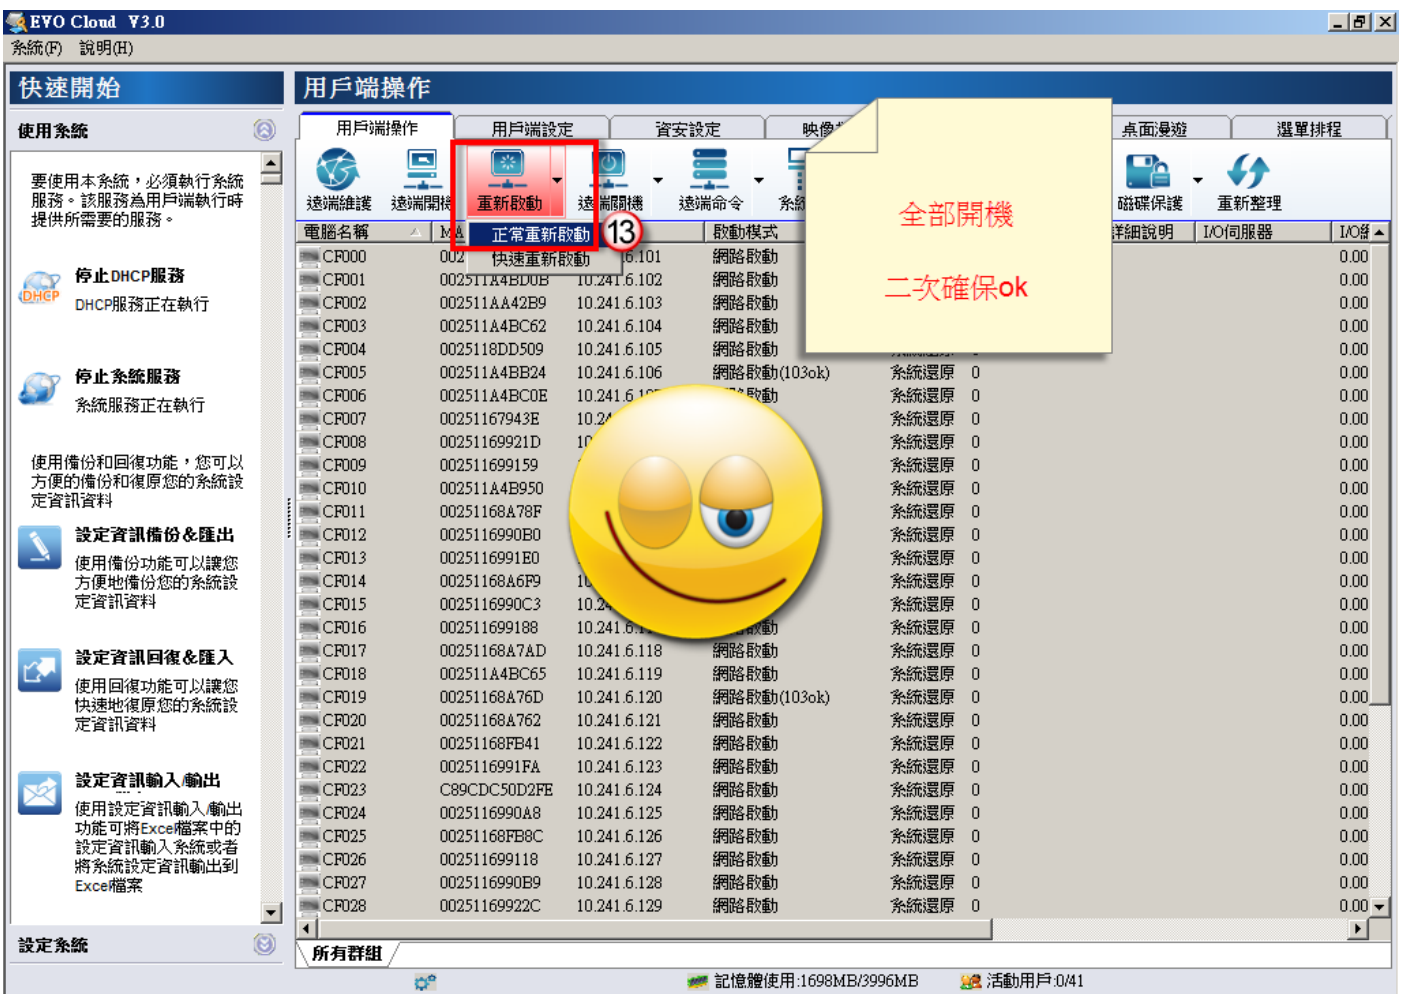 EVO Cloud V3.0
系統(F) 說明(H)
快速開始
用戶端操作
使用系統
用戶端操作 用戶端設定 資安設定 桌面漫遊 選單排程
要使用本系統，必須執行系統
服務。該服務為用戶端執行時
提供所需要的服務。
遠端維護 重新啟動 遠端關機 遠端命令 磁碟保護 重新整理
正常重新啟動
快速重新啟動
13
全部開機
二次確保ok
停止DHCP服務
DHCP服務正在執行
DHCP
停止系統服務
系統服務正在執行
使用備份和回復功能，您可以
方便的備份和復原您的系統設
定資訊資料
設定資訊備份&匯出
使用備份功能可以讓您
方便地備份您的系統設
定資訊資料
設定資訊回復&匯入
使用回復功能可以讓您
快速地復原您的系統設
定資訊資料
設定資訊輸入/輸出
使用設定資訊輸入/輸出
功能可將Excel檔案中的
設定資訊輸入系統或者
將系統設定資訊輸出到
Excel檔案
設定系統
電腦名稱 啟動模式 詳細說明 I/O伺服器
CF000 網路啟動 0.00
CF001 002511A4BD0B 10.241.6.102 網路啟動 0.00
CF002 002511AA42B9 10.241.6.103 網路啟動 0.00
CF003 002511A4BC62 10.241.6.104 網路啟動 0.00
CF004 0025118DD509 10.241.6.105 網路啟動 0.00
CF005 002511A4BB24 10.241.6.106 網路啟動(103ok) 系統還原 0 0.00
CF006 002511A4BC0E 系統還原 0 0.00
CF007 00251167943E 系統還原 0 0.00
CF008 00251169921D 系統還原 0 0.00
CF009 002511699159 系統還原 0 0.00
CF010 002511A4B950 系統還原 0 0.00
CF011 00251168A78F 系統還原 0 0.00
CF012 0025116990B0 系統還原 0 0.00
CF013 0025116991E0 系統還原 0 0.00
CF014 00251168A6F9 系統還原 0 0.00
CF015 0025116990C3 系統還原 0 0.00
CF016 002511699188 系統還原 0 0.00
CF017 00251168A7AD 10.241.6.118 網路啟動 系統還原 0 0.00
CF018 002511A4BC65 10.241.6.119 網路啟動 系統還原 0 0.00
CF019 00251168A76D 10.241.6.120 網路啟動(103ok) 系統還原 0 0.00
CF020 00251168A762 10.241.6.121 網路啟動 系統還原 0 0.00
CF021 00251168FB41 10.241.6.122 網路啟動 系統還原 0 0.00
CF022 0025116991FA 10.241.6.123 網路啟動 系統還原 0 0.00
CF023 C89CDC50D2FE 10.241.6.124 網路啟動 系統還原 0 0.00
CF024 0025116990A8 10.241.6.125 網路啟動 系統還原 0 0.00
CF025 00251168FB8C 10.241.6.126 網路啟動 系統還原 0 0.00
CF026 002511699118 10.241.6.127 網路啟動 系統還原 0 0.00
CF027 0025116990B9 10.241.6.128 網路啟動 系統還原 0 0.00
CF028 00251169922C 10.241.6.129 網路啟動 系統還原 0 0.00
所有群組
記憶體使用:1698MB/3996MB 活動用戶:0/41